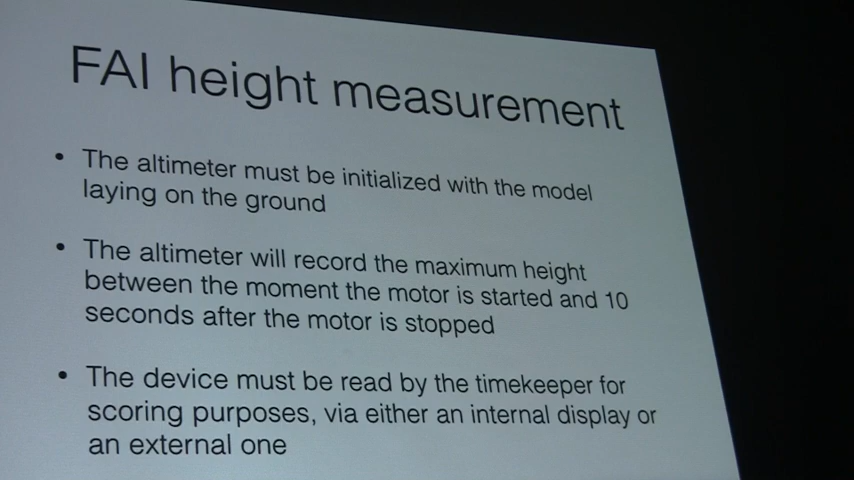 FAI height measurement
• The altimeter must be initialized with the model
laying on the ground
• The altimeter will record the maximum height
between the moment the motor is started and 10
seconds after the motor is stopped
• The device must be read by the timekeeper for
scoring purposes, via either an internal display or
an external one